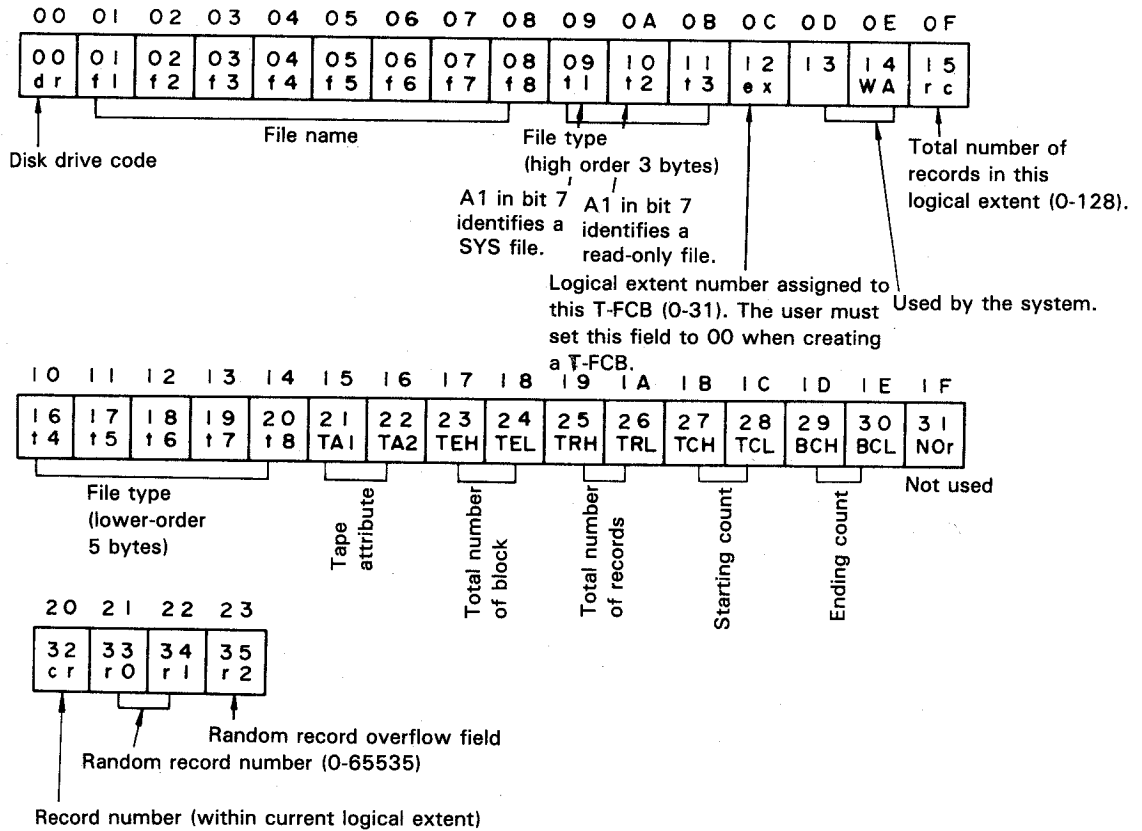 00 01 02 03 04 05 06 07 08 09 0A 0B 0C 0D 0E 0F
00 01 02 03 04 05 06 07 08 09 10 11 12 13 14 15
dr f1 f2 f3 f4 f5 f6 f7 f8 t1 t2 t3 ex WA rc
File name
Disk drive code
File type
(high order 3 bytes)
A1 in bit 7
identifies a
SYS file.
A1 in bit 7
identifies a
read-only file.
Total number of
records in this
logical extent (0-128).
Logical extent number assigned to
this T-FCB (0-31). The user must
set this field to 00 when creating
a T-FCB.
Used by the system.
10 11 12 13 14 15 16 17 18 19 1A 1B 1C 1D 1E 1F
16 17 18 19 20 21 22 23 24 25 26 27 28 29 30 31
t4 t5 t6 t7 t8 TA1 TA2 TEH TEL TRH TRL TCH TCL BCH BCL NOr
File type
(lower-order
5 bytes)
Tape
attribute
Total number
of block
Total number
of records
Starting count
Ending count
Not used
20 21 22 23
32 33 34 35
cr r0 r1 r2
Random record overflow field
Random record number (0-65535)
Record number (within current logical extent)